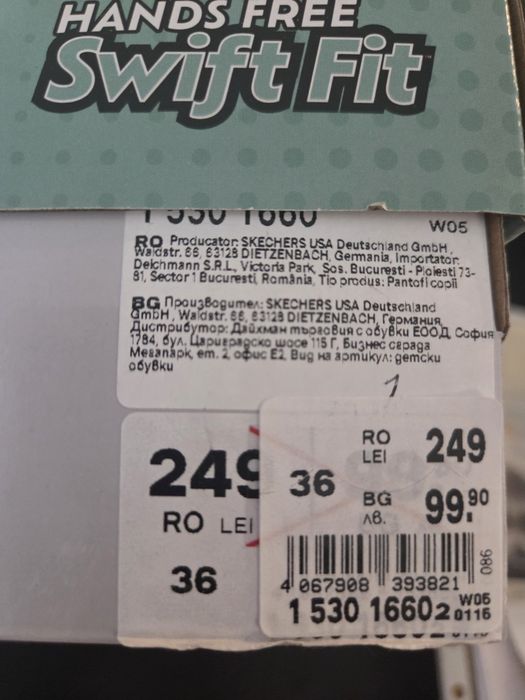 HANDS FREE
Swift Fit
1 530 1660
W05
RO Producator: SKECHERS USA Deutschland GmbH,
Waldstr. 66, 63128 DIETZENBACH, Germania, Importator:
Deichmann S.R.L., Victoria Park, Sos. Bucuresti - Ploiesti 73-
81, Sector 1 Bucuresti, România, Tip produs: Pantofi copii
BG Производител: SKECHERS USA Deutschland
GmbH, Waldstr. 66, 63128 DIETZENBACH, Германия,
Дистрибутор: Дайхман търговия с обувки ЕООД, София
1784, бул. Цариградско шосе 115 Г, Бизнес сграда
Мегапарк, ет. 2, офис E2, Вид на артикул: детски
обувки
1
249
RO LEI
36
RO LEI 249
36
BG лв. 99.90
086
4 067908 393821
1 530 16602 W05 0116